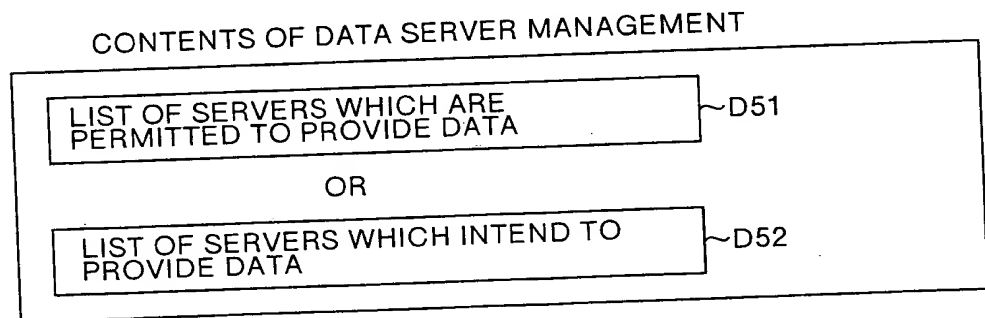 CONTENTS OF DATA SERVER MANAGEMENT
LIST OF SERVERS WHICH ARE
PERMITTED TO PROVIDE DATA
~D51
OR
LIST OF SERVERS WHICH INTEND TO
PROVIDE DATA
~D52